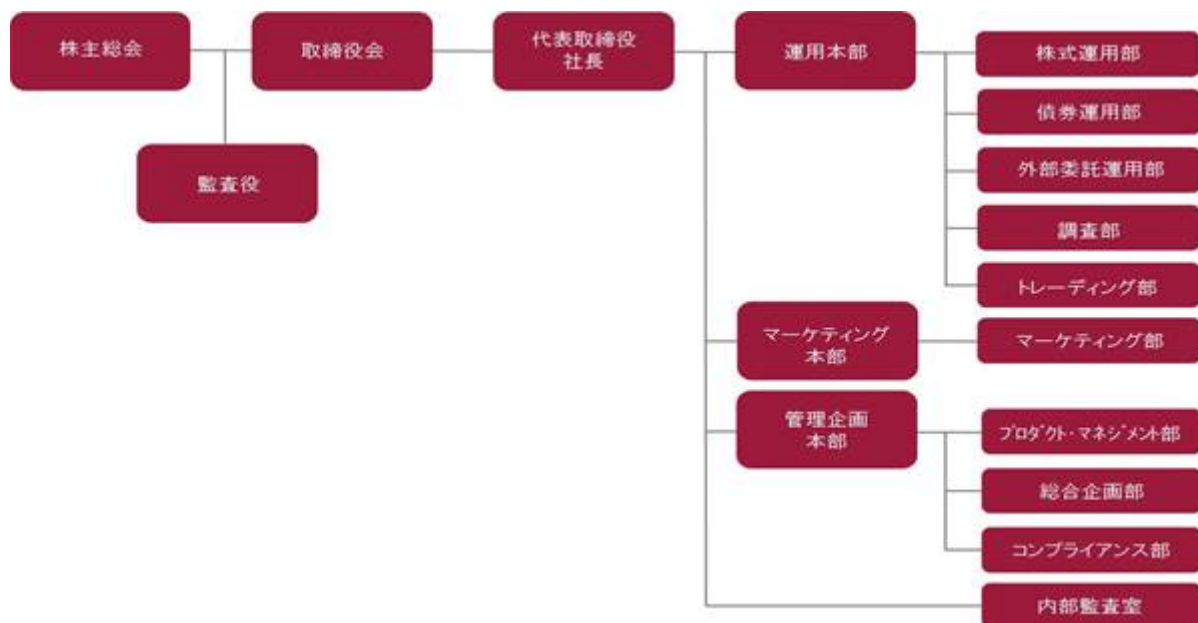 株主総会
取締役会
代表取締役
社長
監査役
運用本部
株式運用部
債券運用部
外部委託運用部
調査部
トレーディング部
マーケティング
本部
マーケティング部
管理企画
本部
プロダクト・マネジメント部
総合企画部
コンプライアンス部
内部監査室